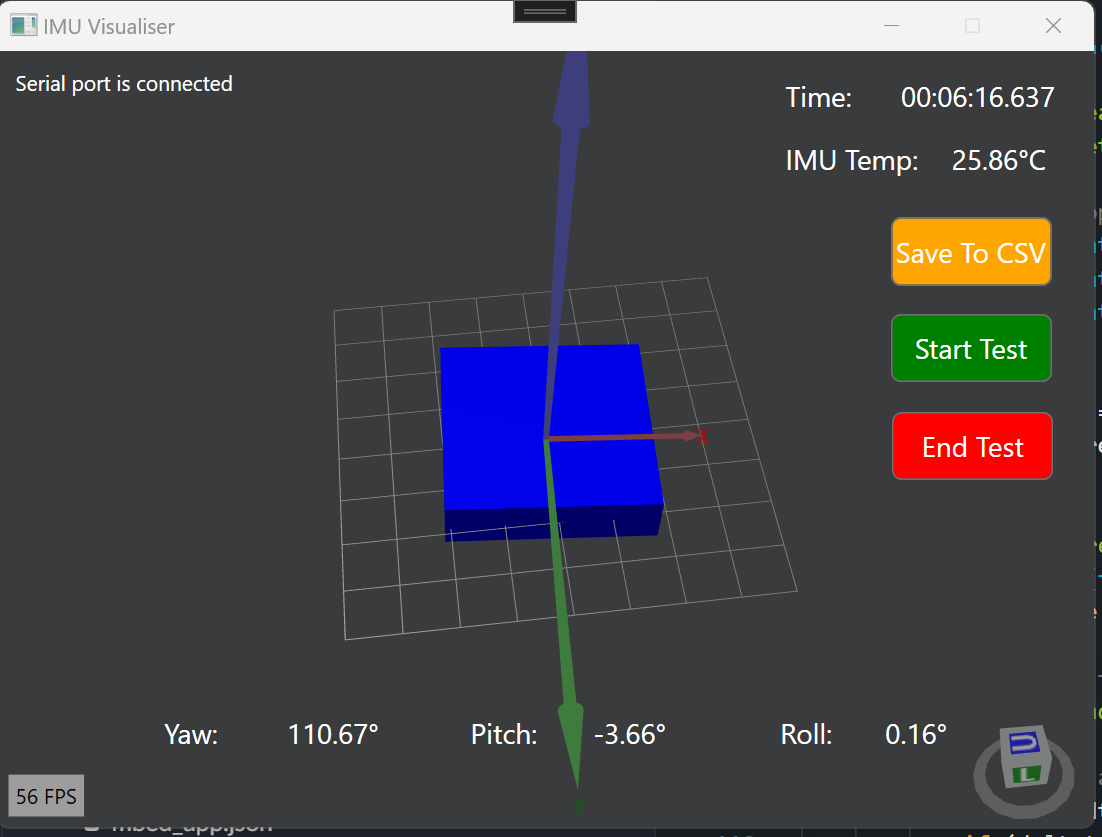 IMU Visualiser
Serial port is connected
Time: 00:06:16.637
IMU Temp: 25.86°C
Save To CSV
Start Test
X
End Test
Yaw: 110.67° Pitch: -3.66° Roll: 0.16°
U
L
56 FPS
Y
mbed_app.json